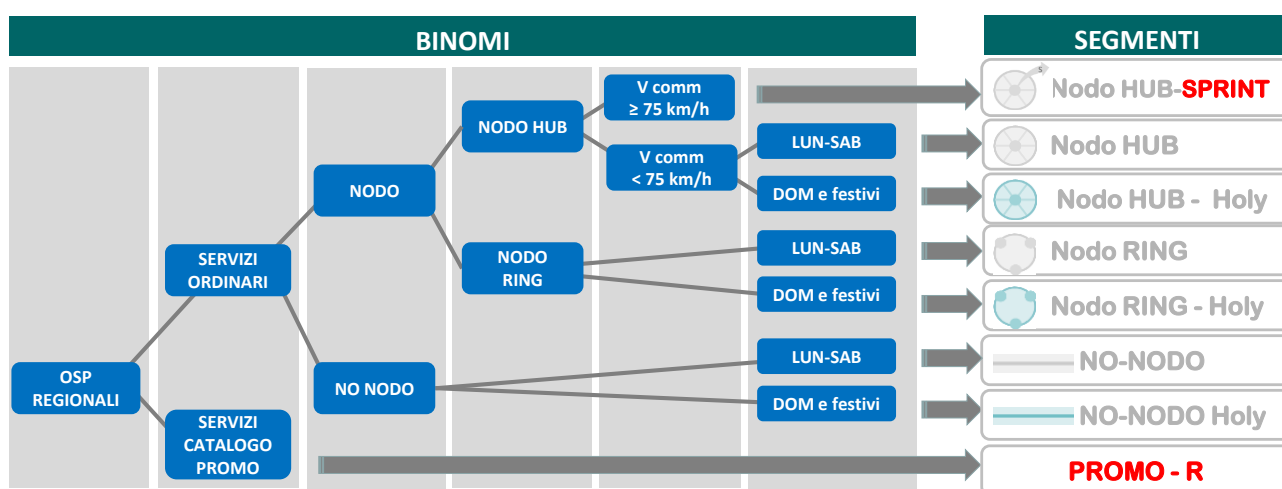 BINOMI
SEGMENTI
OSP
REGIONALI
SERVIZI
ORDINARI
SERVIZI
CATALOGO
PROMO
NODO
NO NODO
NODO HUB
NODO
RING
V comm
≥ 75 km/h
V comm
< 75 km/h
LUN-SAB
DOM e festivi
LUN-SAB
DOM e festivi
LUN-SAB
DOM e festivi
S
Nodo HUB-SPRINT
Nodo HUB
Nodo HUB - Holy
Nodo RING
Nodo RING - Holy
NO-NODO
NO-NODO Holy
PROMO - R